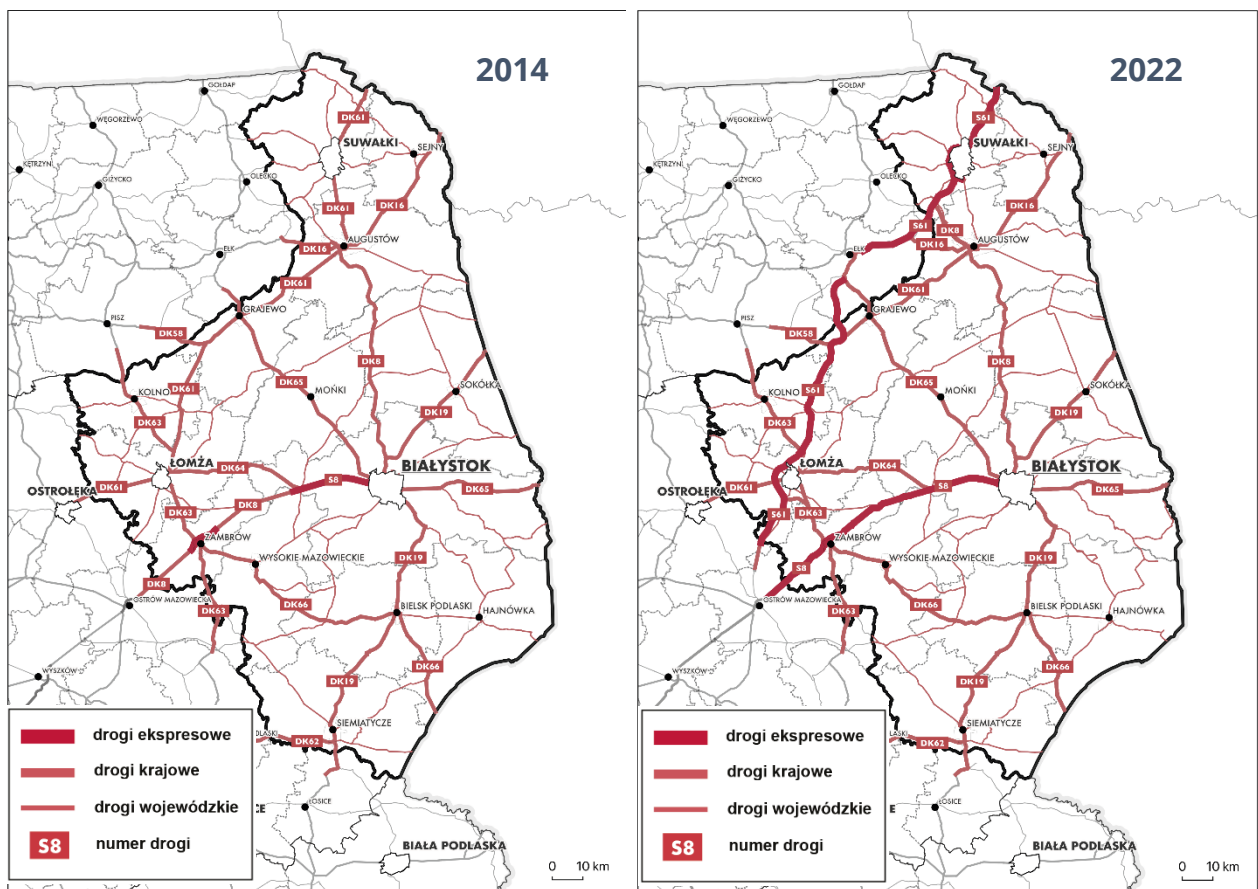 2014
GOŁDAP
WĘGORZEWO
DK61
SUWAŁKI
KĘTRZYN
SEJNY
GIŻYCKO
OLECKO
DK61
DK16
AUGUSTÓW
EŁK
DK16
DK61
GRAJEWO
PISZ
DK58
DK8
DK61
DK65
MOŃKI
SOKÓŁKA
KOLNO
DK19
DK63
ŁOMŻA
DK64
BIAŁYSTOK
S8
OSTROŁĘKA
DK61
DK65
DK63
DK8
ZAMBRÓW
WYSOKIE MAZOWIECKIE
DK19
DK8
OSTRÓW MAZOWIECKA
DK63
DK66
BIELSK PODLASKI
HAJNÓWKA
WYSZKÓW
DK66
DK19
SIEMIATYCZE
DK62
ŁOSICE
BIAŁA PODLASKA
drogi ekspresowe
drogi krajowe
drogi wojewódzkie
S8 numer drogi
0 10 km
2022
GOŁDAP
WĘGORZEWO
S61
SUWAŁKI
KĘTRZYN
SEJNY
GIŻYCKO
OLECKO
DK16
S61
DK8
DK16
AUGUSTÓW
EŁK
DK61
GRAJEWO
PISZ
DK58
DK8
S61
DK65
MOŃKI
SOKÓŁKA
KOLNO
DK19
DK63
ŁOMŻA
DK64
BIAŁYSTOK
S8
OSTROŁĘKA
DK61
DK65
S61
DK63
ZAMBRÓW
WYSOKIE MAZOWIECKIE
DK19
S8
OSTRÓW MAZOWIECKA
DK63
DK66
BIELSK PODLASKI
HAJNÓWKA
WYSZKÓW
DK66
DK19
SIEMIATYCZE
DK62
ŁOSICE
BIAŁA PODLASKA
drogi ekspresowe
drogi krajowe
drogi wojewódzkie
S8 numer drogi
0 10 km